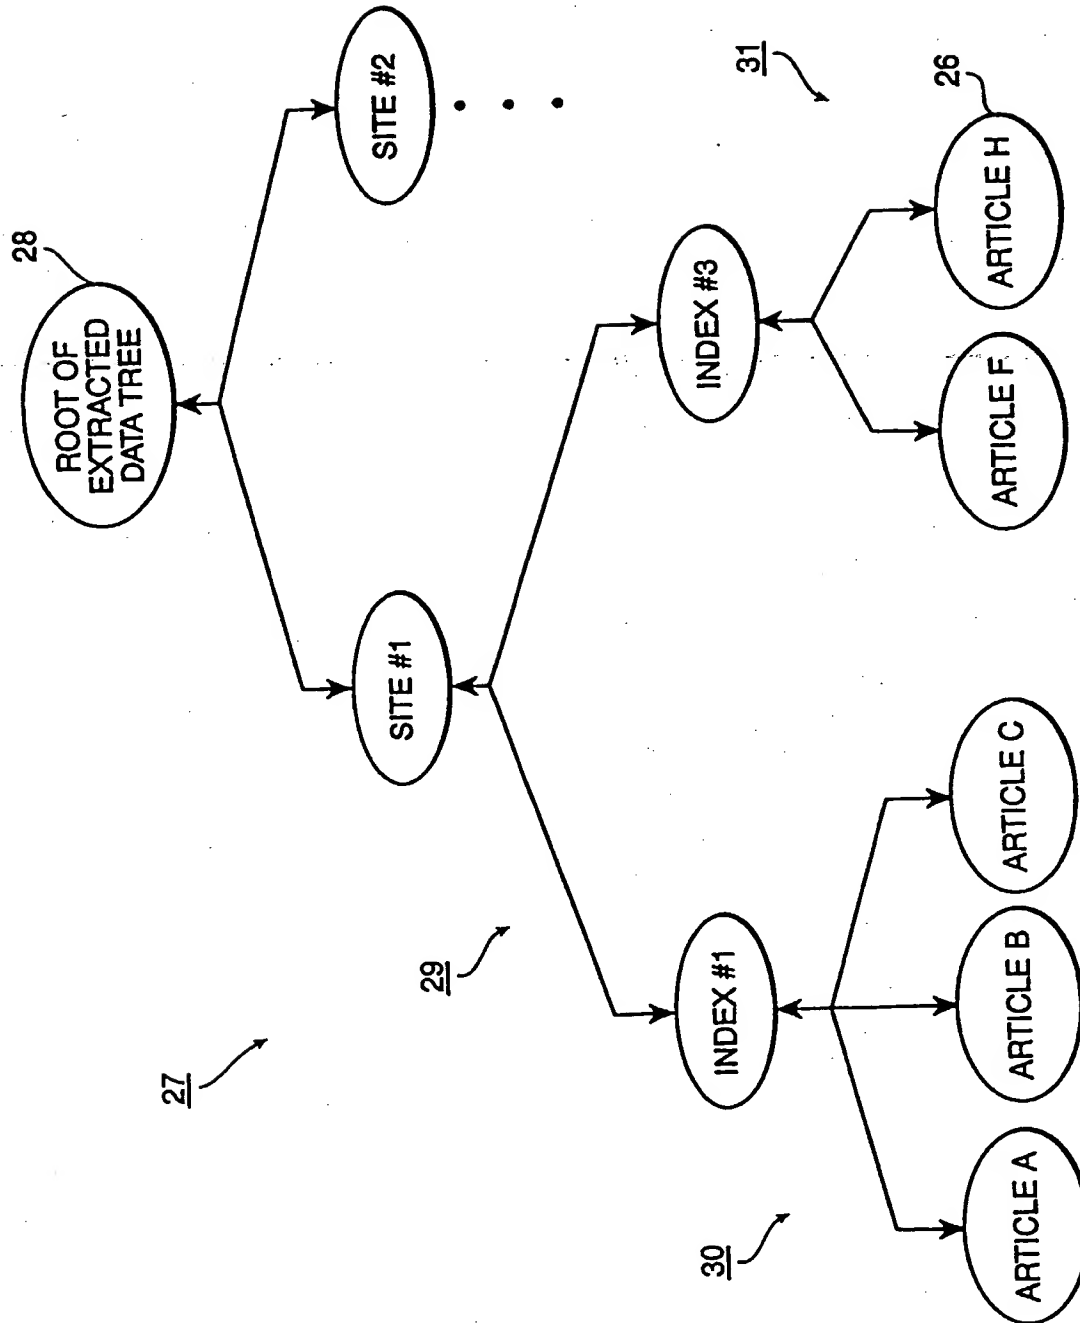 28
ROOT OF
EXTRACTED
DATA TREE
SITE #1
SITE #2
27
29
INDEX #1
INDEX #3
31
30
26
ARTICLE A
ARTICLE B
ARTICLE C
ARTICLE F
ARTICLE H